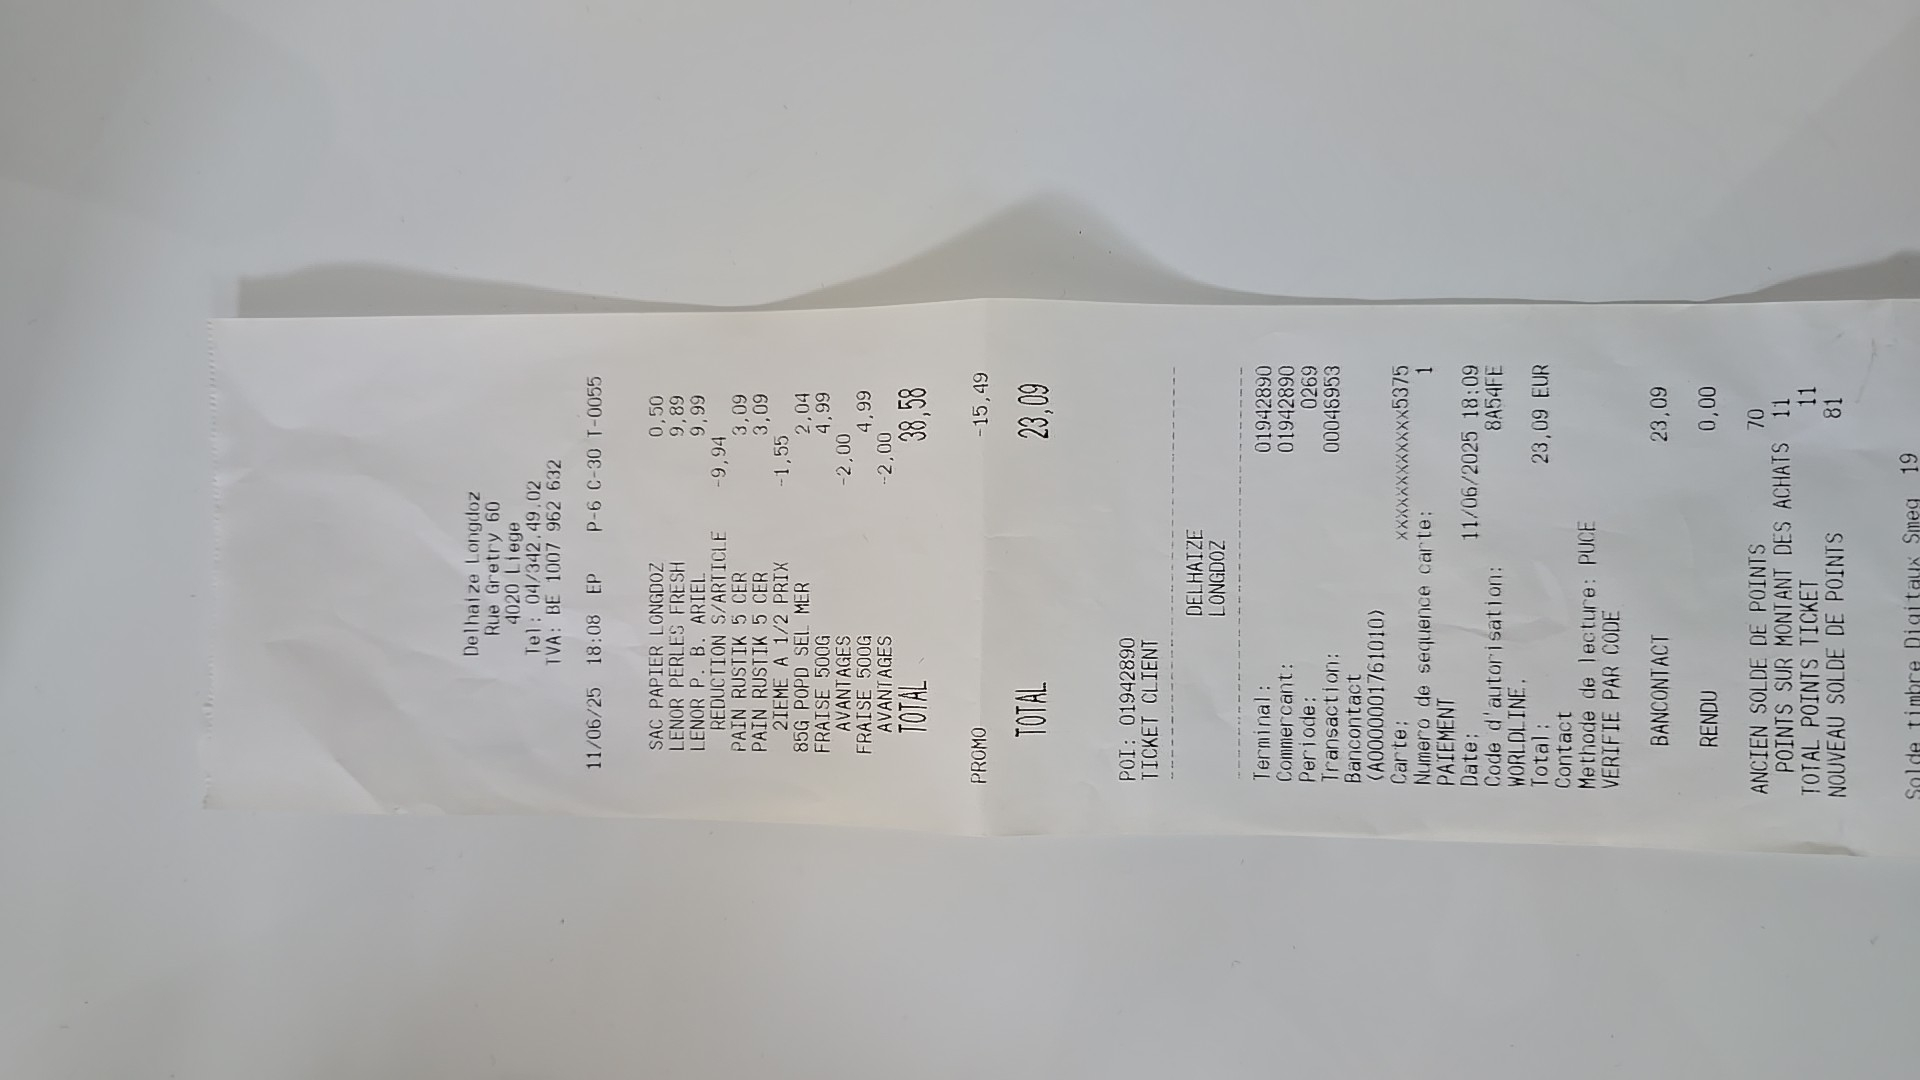 Delhaize Longdoz
Rue Gretry 60
4020 Liege
Tel: 04/342.49.02
TVA: BE 1007 962 632
11/06/25 18:08 EP P-6 C-30 T-0055
SAC PAPIER LONGDOZ 0,50
LENOR PERLES FRESH 9,89
LENOR P. B. ARIEL 9,99
REDUCTION S/ARTICLE -9,94
PAIN RUSTIK 5 CER 3,09
PAIN RUSTIK 5 CER 3,09
2IEME A 1/2 PRIX -1,55
85G POPD SEL MER 2,04
FRAISE 500G 4,99
AVANTAGES -2,00
FRAISE 500G 4,99
AVANTAGES -2,00
TOTAL 38,58
PROMO -15,49
TOTAL 23,09
POI: 01942890
TICKET CLIENT
DELHAIZE
LONGDOZ
Terminal: 01942890
Commercant: 01942890
Periode: 0269
Transaction: 00046953
Bancontact
(A0000001761010)
Carte: xxxxxxxxxxxxx5375
Numero de sequence carte: 1
PAIEMENT
Date: 11/06/2025 18:09
Code d'autorisation: 8A54FE
WORLDLINE.
Total: 23,09 EUR
Contact
Methode de lecture: PUCE
VERIFIE PAR CODE
BANCONTACT 23,09
RENDU 0,00
ANCIEN SOLDE DE POINTS 70
POINTS SUR MONTANT DES ACHATS 11
TOTAL POINTS TICKET 11
NOUVEAU SOLDE DE POINTS 81
Solde timbre Digitaux Smeg 19